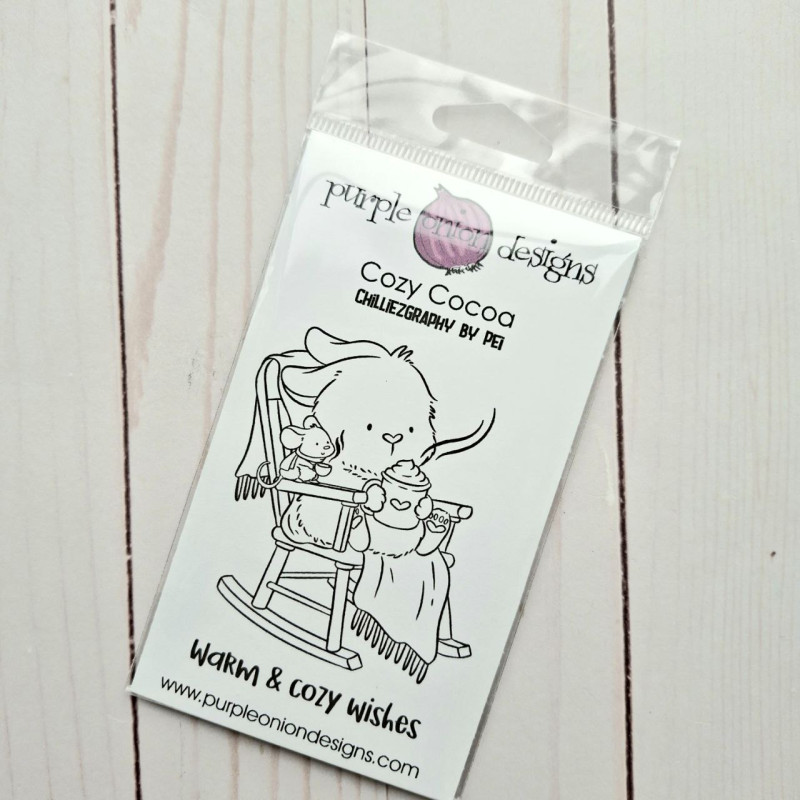 purple onion designs
Cozy Cocoa
CHILLIEZGRAPHY BY PEI
warm & cozy wishes
www.purpleoniondesigns.com